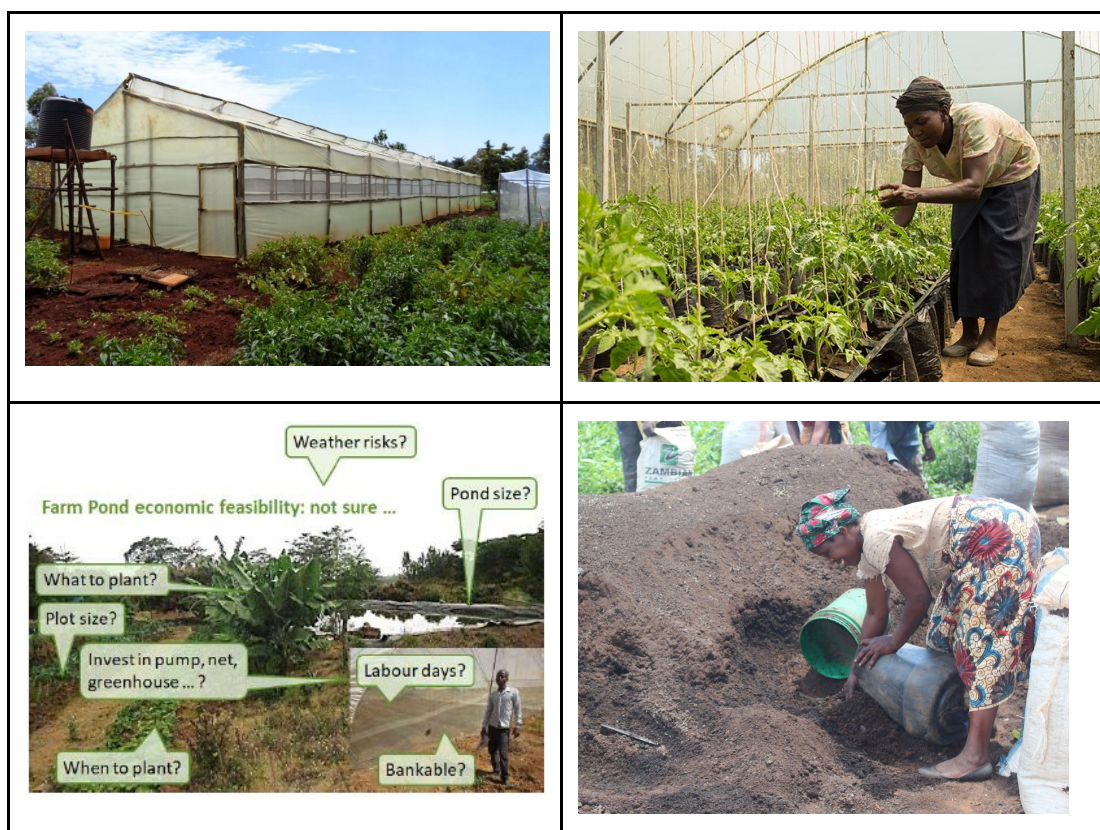 Weather risks?
Farm Pond economic feasibility: not sure ...
Pond size?
What to plant?
Plot size?
Invest in pump, net,
greenhouse ... ?
Labour days?
When to plant?
Bankable?
ZAMBIA